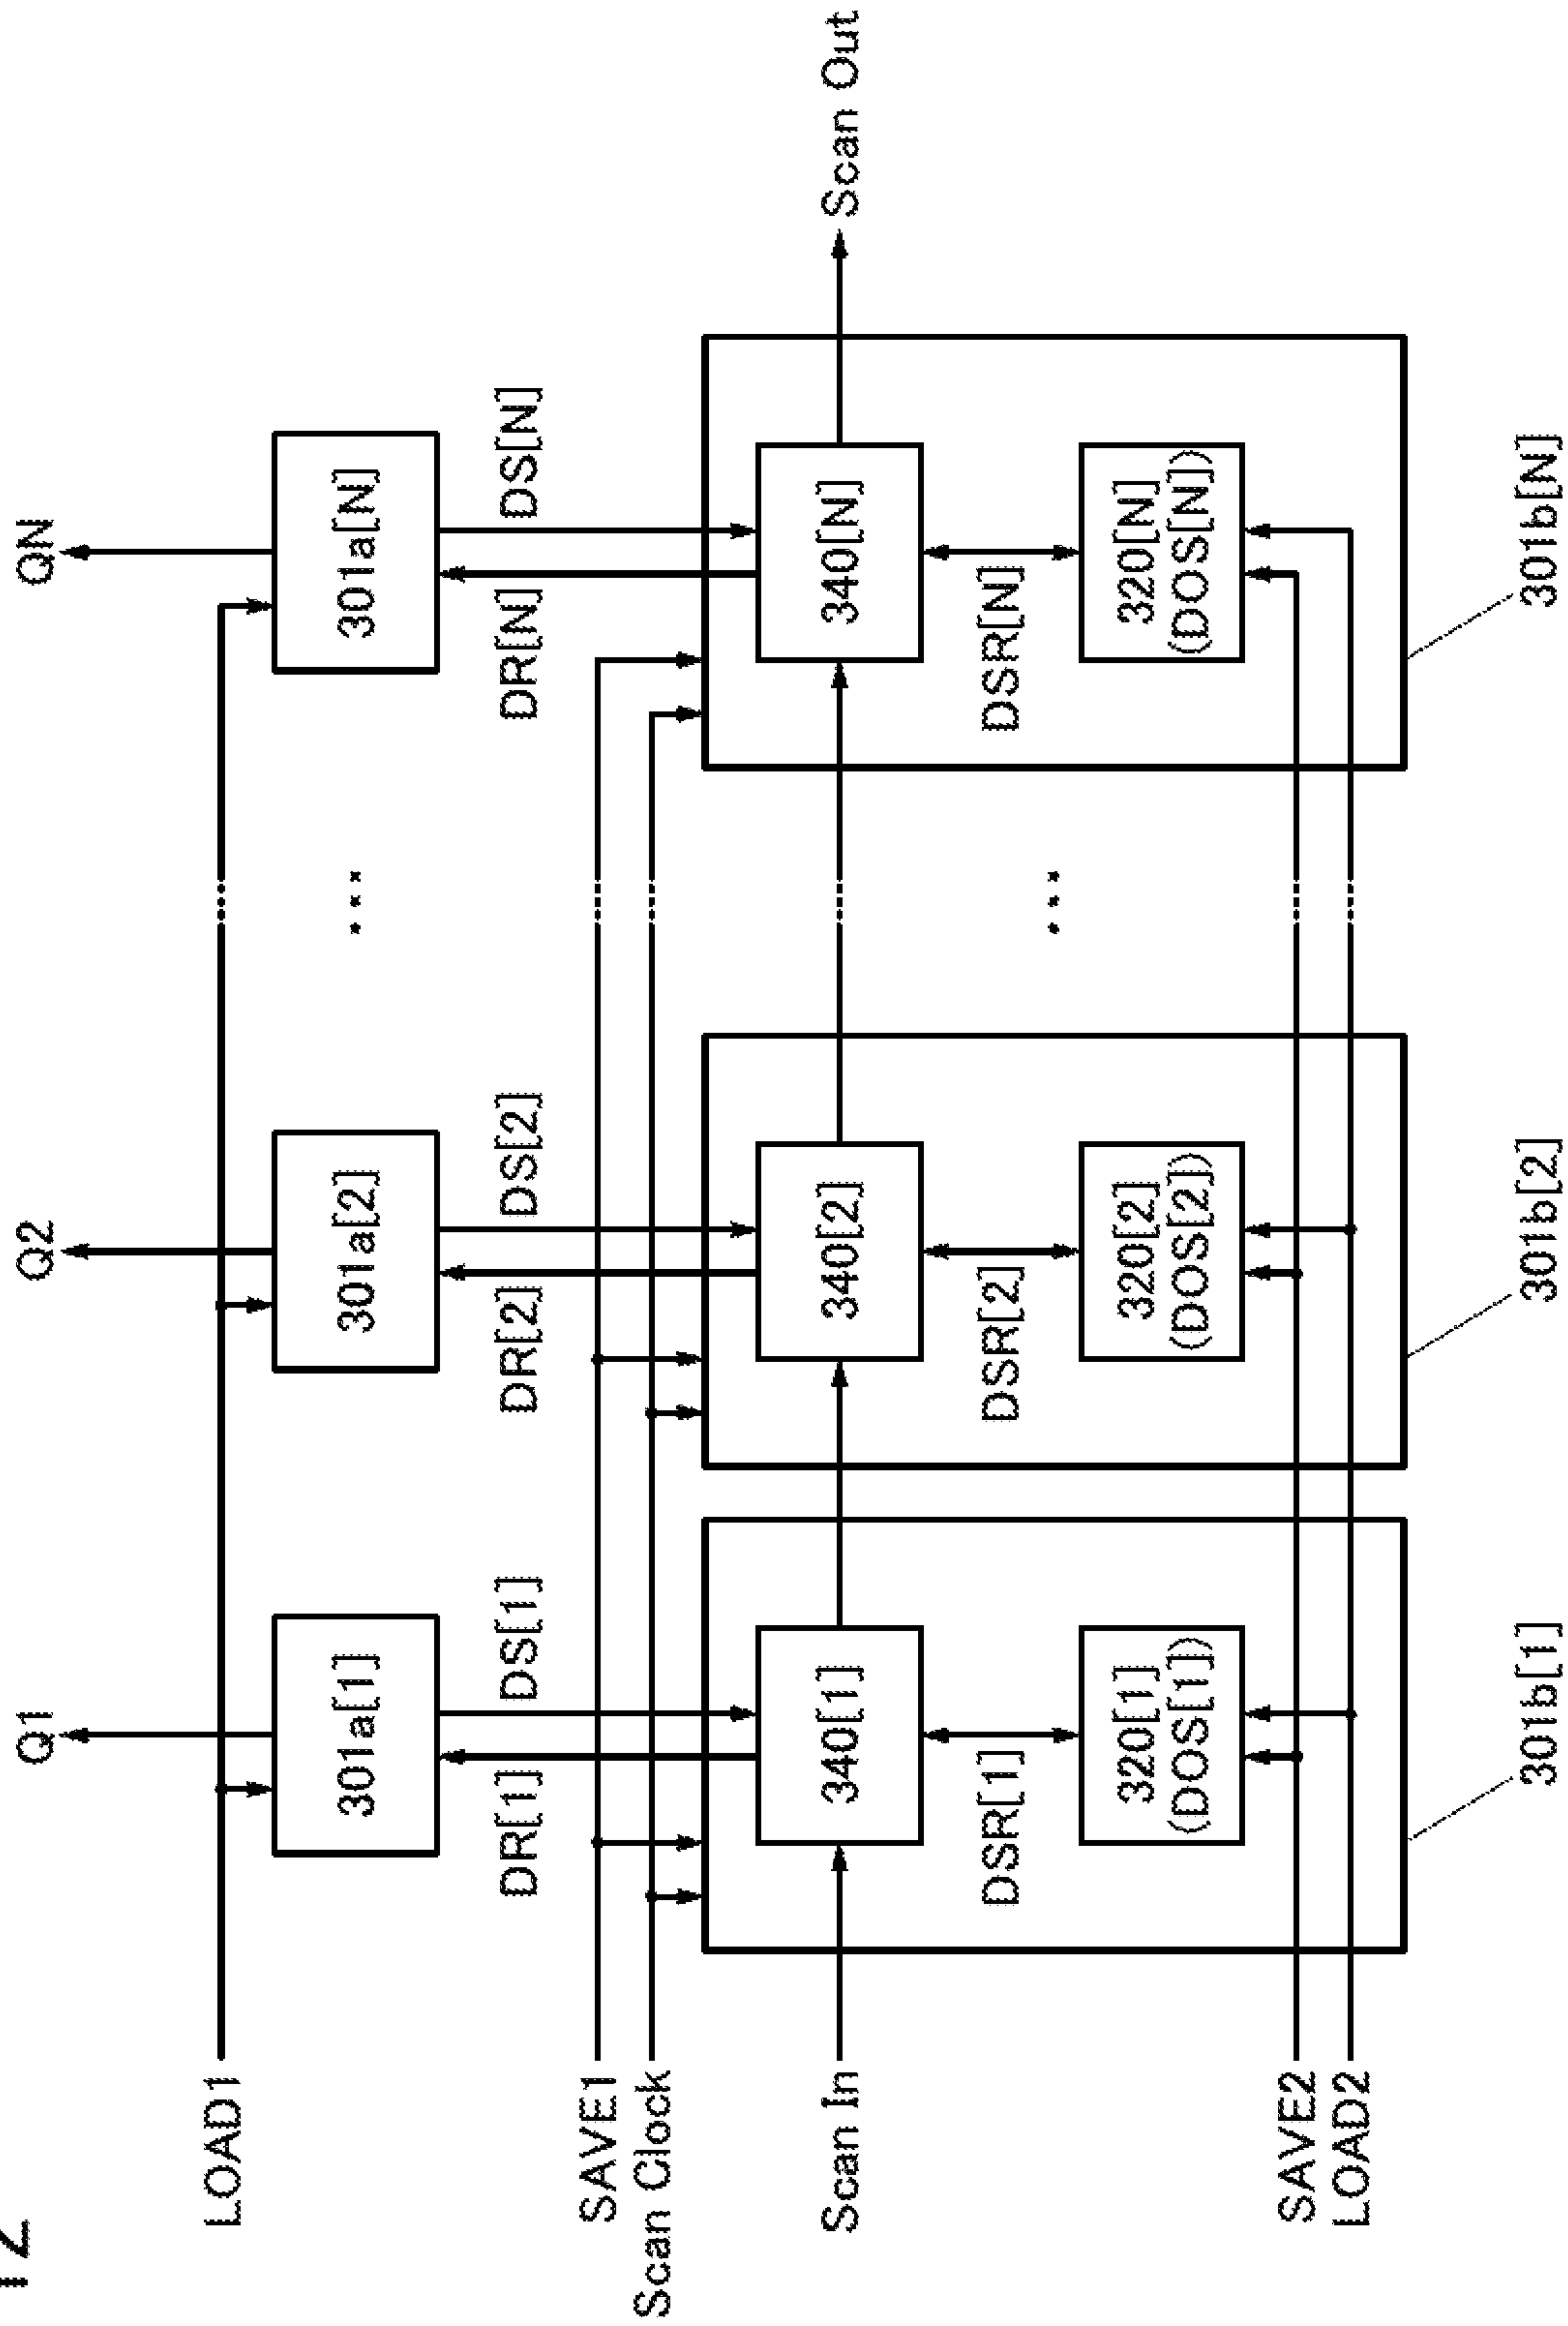 12
Q1
Q2
QN
LOAD1
301a[1]
301a[2]
...
301a[N]
DR[1]
DS[1]
DR[2]
DS[2]
DR[N]
DS[N]
SAVE1
Scan Clock
Scan In
340[1]
340[2]
340[N]
Scan Out
DSR[1]
DSR[2]
...
DSR[N]
320[1]
(DOS[1])
320[2]
(DOS[2])
320[N]
(DOS[N])
SAVE2
LOAD2
301b[1]
301b[2]
301b[N]